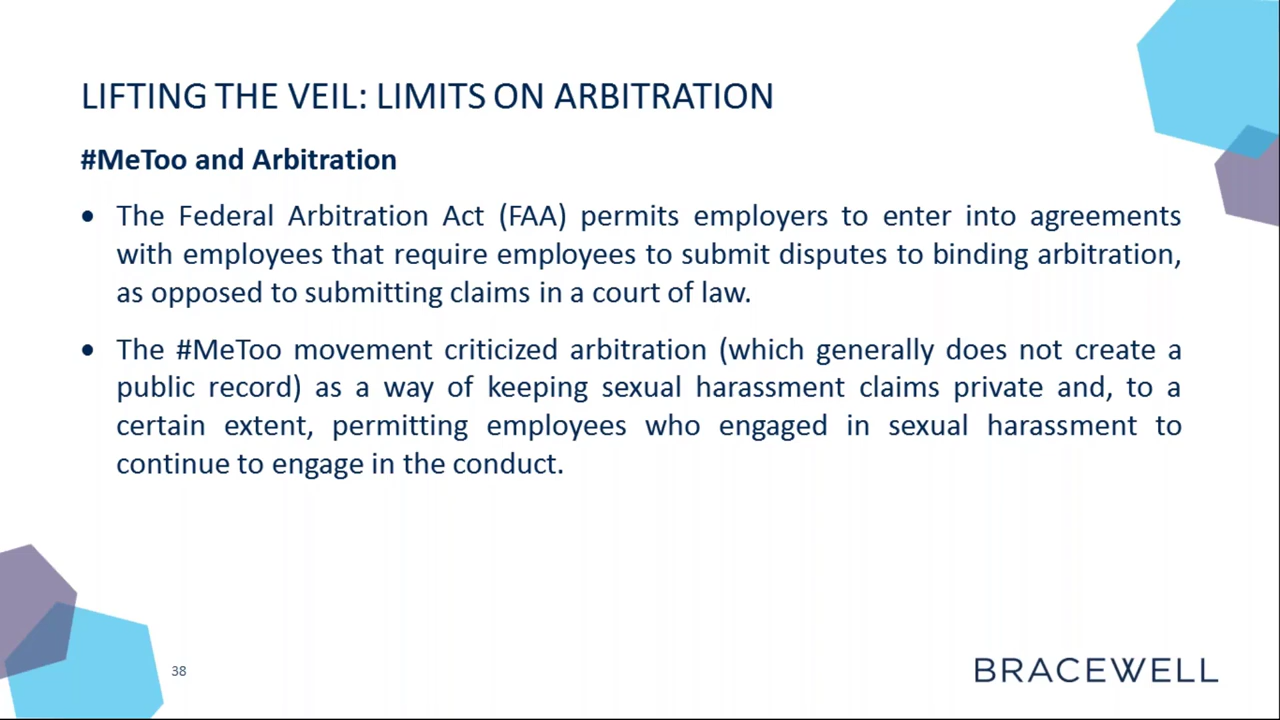 LIFTING THE VEIL: LIMITS ON ARBITRATION
#MeToo and Arbitration
• The Federal Arbitration Act (FAA) permits employers to enter into agreements
with employees that require employees to submit disputes to binding arbitration,
as opposed to submitting claims in a court of law.
• The #MeToo movement criticized arbitration (which generally does not create a
public record) as a way of keeping sexual harassment claims private and, to a
certain extent, permitting employees who engaged in sexual harassment to
continue to engage in the conduct.
38
BRACEWELL